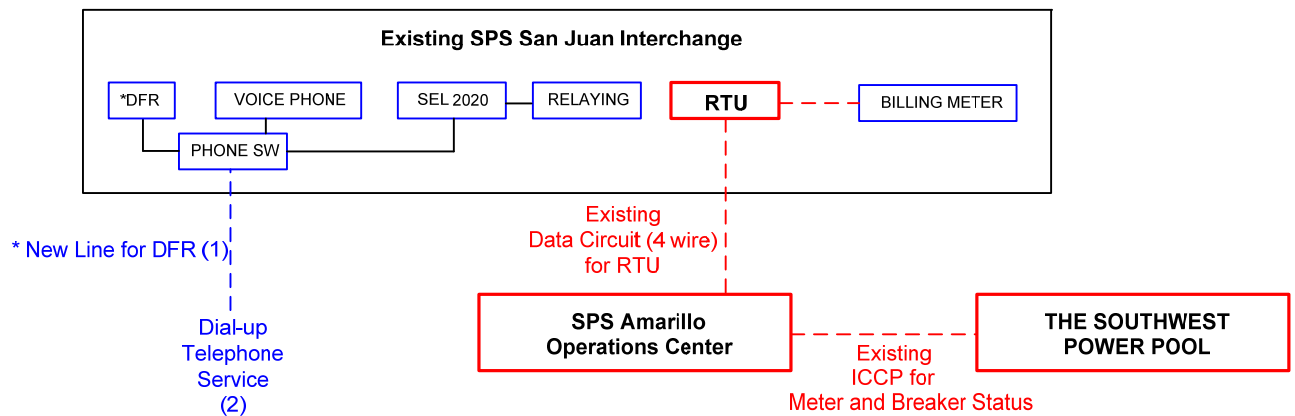 Existing SPS San Juan Interchange
*DFR
VOICE PHONE
SEL 2020
RELAYING
RTU
BILLING METER
PHONE SW
* New Line for DFR (1)
Existing
Data Circuit (4 wire)
for RTU
Dial-up
Telephone
Service
(2)
SPS Amarillo
Operations Center
Existing
ICCP for
Meter and Breaker Status
THE SOUTHWEST
POWER POOL